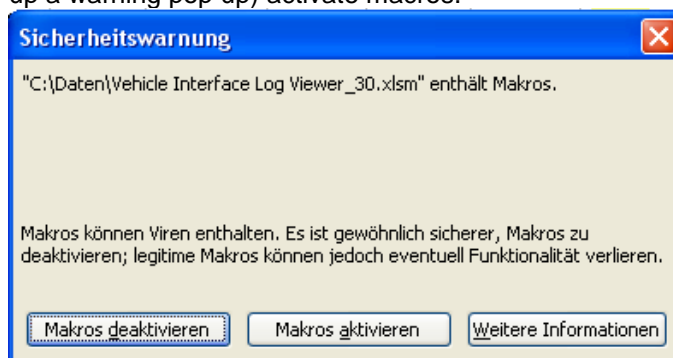 up a warning pop up) activate macros.
Sicherheitswarnung
"C:\Daten\Vehicle Interface Log Viewer_30.xlsm" enthält Makros.
Makros können Viren enthalten. Es ist gewöhnlich sicherer, Makros zu
deaktivieren; legitime Makros können jedoch eventuell Funktionalität verlieren.
Makros deaktivieren Makros aktivieren Weitere Informationen